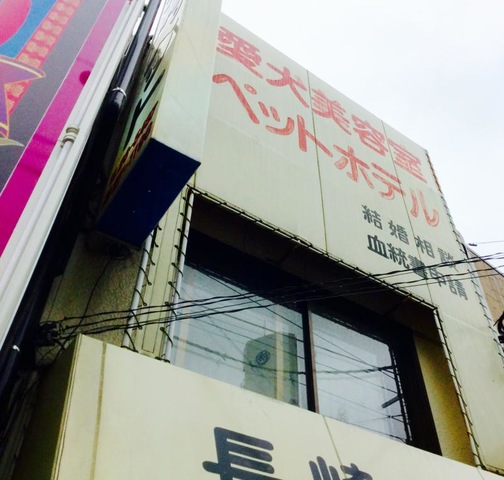 愛犬美容室
ペットホテル
結婚相談
血統書申請
長崎